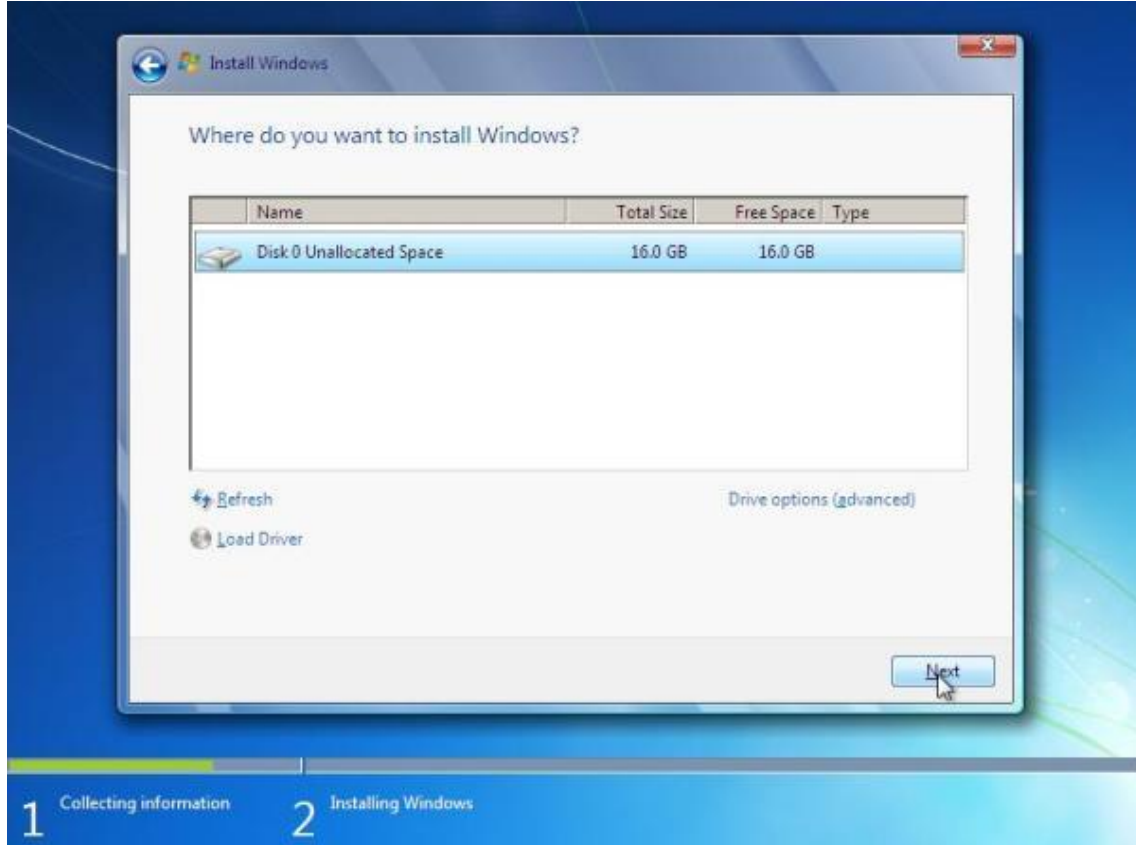 Install Windows
Where do you want to install Windows?
Name Total Size Free Space Type
Disk 0 Unallocated Space 16.0 GB 16.0 GB
Refresh Drive options (advanced)
Load Driver
Next
1 Collecting information 2 Installing Windows